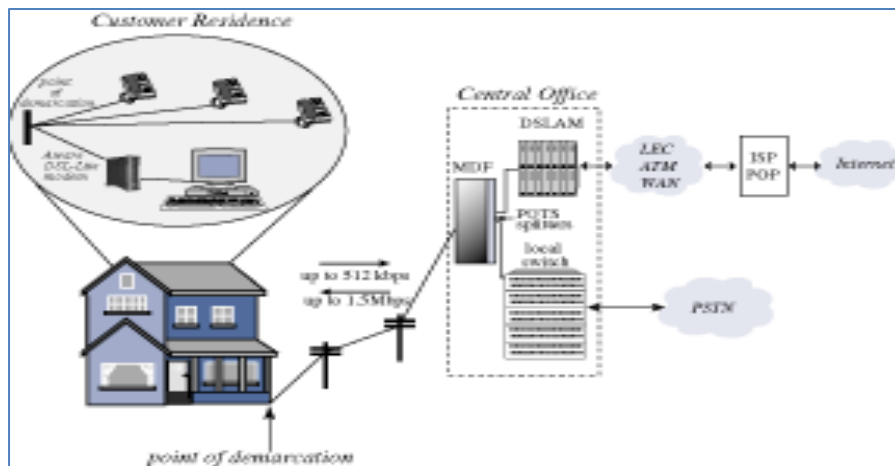 Customer Residence
point
of
demarcation
Aware
DSL-Lite
modem
Central Office
DSLAM
MDF
POTS
splitters
local
switch
LEC
ATM
WAN
ISP
POP
Internet
PSTN
up to 512 kbps
up to 1.5Mbps
point of demarcation